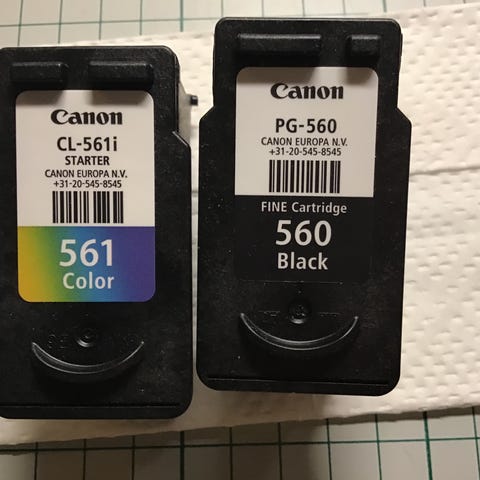 Canon
CL-561i
STARTER
CANON EUROPA N.V.
+31-20-545-8545
561
Color
Canon
PG-560
CANON EUROPA N.V.
+31-20-545-8545
FINE Cartridge
560
Black